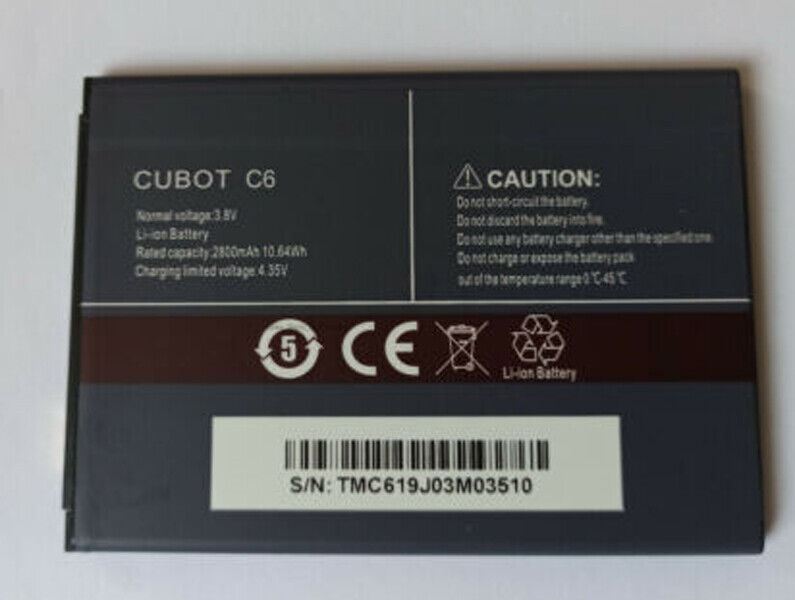 CUBOT C6
Normal voltage:3.8V
Li-ion Battery
Rated capacity:2800mAh 10.64Wh
Charging limited voltage:4.35V
CAUTION:
Do not short-circuit the battery.
Do not discard the battery into fire.
Do not use any battery charger other than the specified one.
Do not charge or expose the battery pack
out of the temperature range 0℃-45℃
5
CE
Li-ion Battery
S/N: TMC619J03M03510